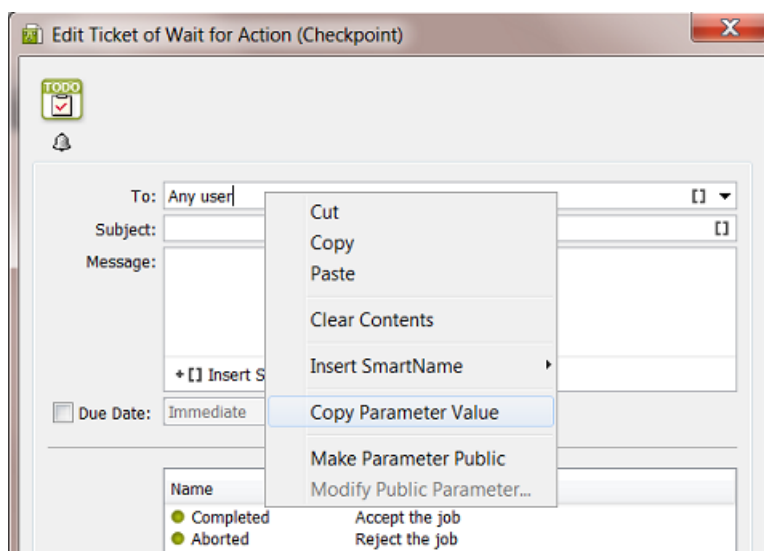 Edit Ticket of Wait for Action (Checkpoint)
TODO
To: Any user
Subject:
Message:
Cut
Copy
Paste
Clear Contents
Insert SmartName
Copy Parameter Value
Make Parameter Public
Modify Public Parameter...
+[] Insert S
Due Date: Immediate
Name
Completed Accept the job
Aborted Reject the job